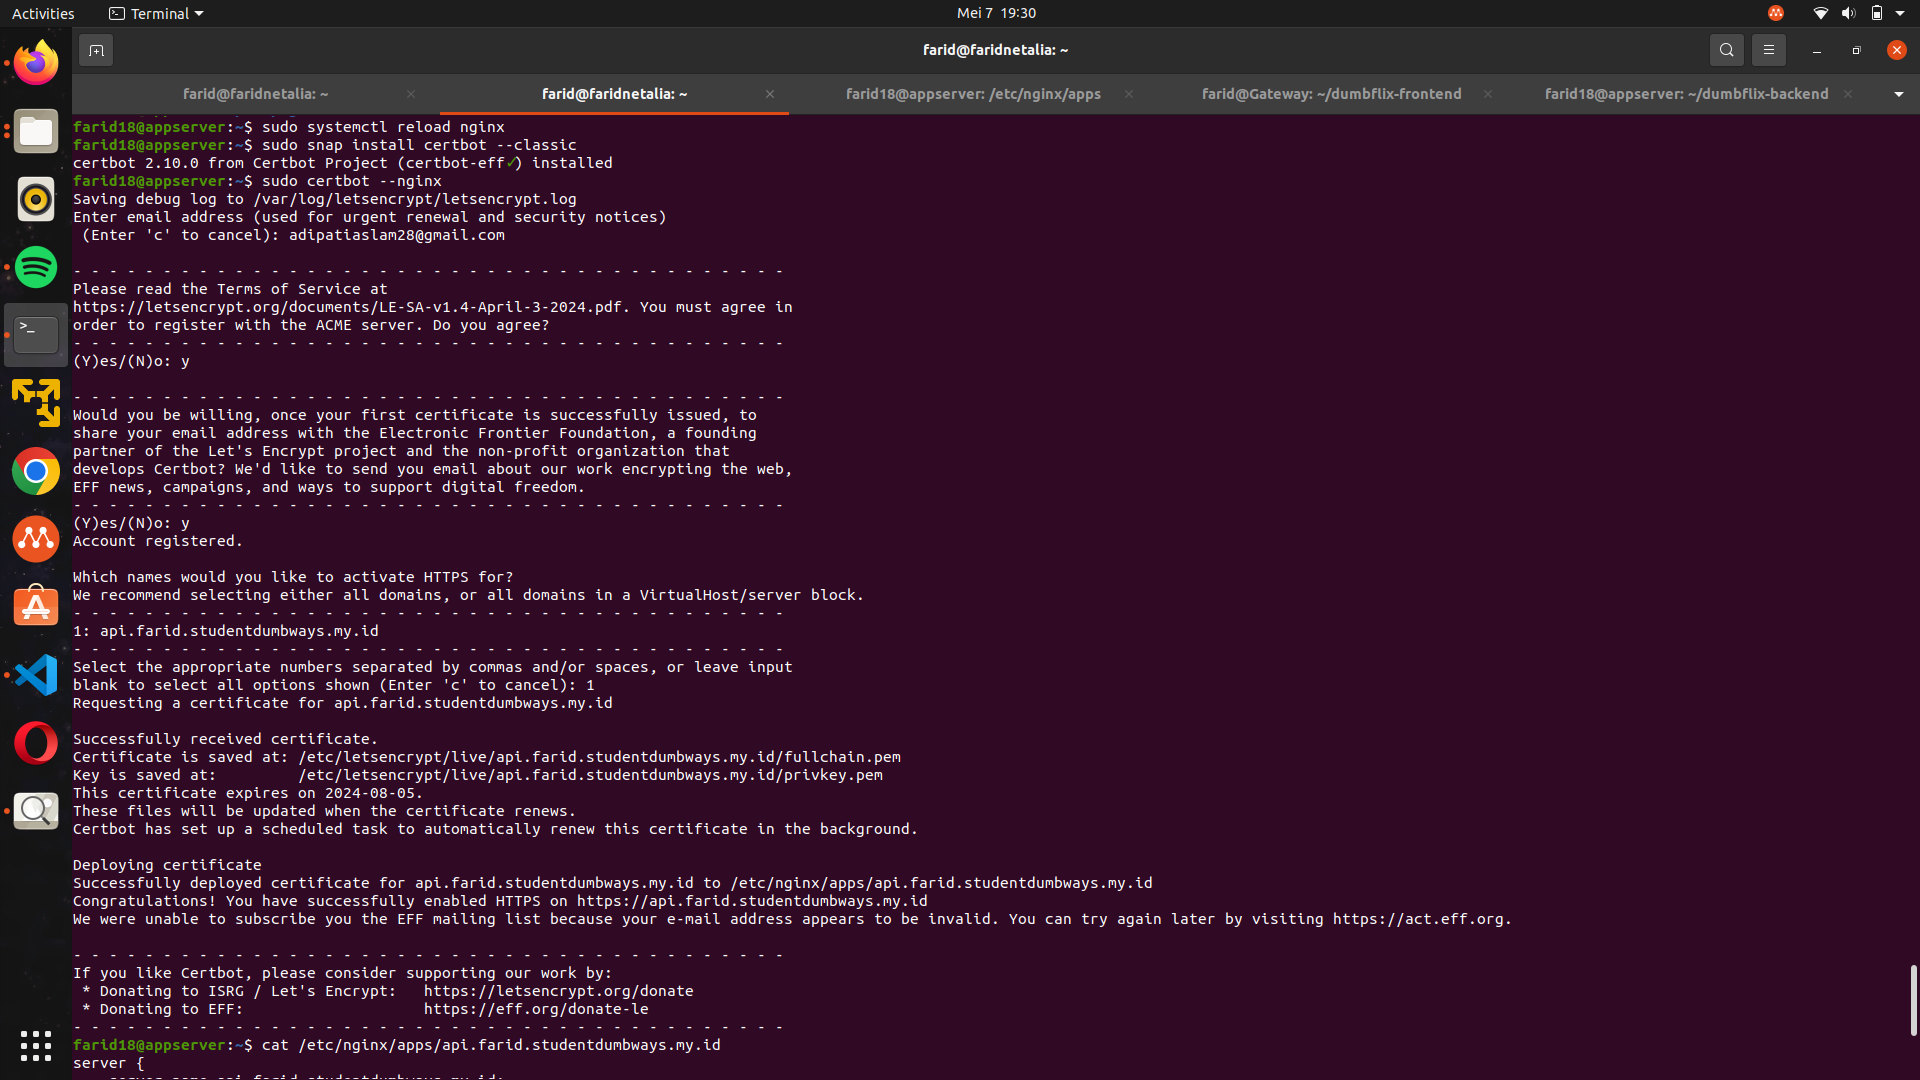 Activities
Terminal
Mei 7 19:30
farid@faridnetalia: ~
farid@faridnetalia: ~
farid@faridnetalia: ~
farid18@appserver: /etc/nginx/apps
farid@Gateway: ~/dumbflix-frontend
farid18@appserver: ~/dumbflix-backend
farid18@appserver:~$ sudo systemctl reload nginx
farid18@appserver:~$ sudo snap install certbot --classic
certbot 2.10.0 from Certbot Project (certbot-eff✓) installed
farid18@appserver:~$ sudo certbot --nginx
Saving debug log to /var/log/letsencrypt/letsencrypt.log
Enter email address (used for urgent renewal and security notices)
(Enter 'c' to cancel): adipatiaslam28@gmail.com
- - - - - - - - - - - - - - - - - - - - - - - - - - - - - - - - - - - - - - - -
Please read the Terms of Service at
https://letsencrypt.org/documents/LE-SA-v1.4-April-3-2024.pdf. You must agree in
order to register with the ACME server. Do you agree?
- - - - - - - - - - - - - - - - - - - - - - - - - - - - - - - - - - - - - - - -
(Y)es/(N)o: y
- - - - - - - - - - - - - - - - - - - - - - - - - - - - - - - - - - - - - - - -
Would you be willing, once your first certificate is successfully issued, to
share your email address with the Electronic Frontier Foundation, a founding
partner of the Let's Encrypt project and the non-profit organization that
develops Certbot? We'd like to send you email about our work encrypting the web,
EFF news, campaigns, and ways to support digital freedom.
- - - - - - - - - - - - - - - - - - - - - - - - - - - - - - - - - - - - - - - -
(Y)es/(N)o: y
Account registered.
Which names would you like to activate HTTPS for?
We recommend selecting either all domains, or all domains in a VirtualHost/server block.
- - - - - - - - - - - - - - - - - - - - - - - - - - - - - - - - - - - - - - - -
1: api.farid.studentdumbways.my.id
- - - - - - - - - - - - - - - - - - - - - - - - - - - - - - - - - - - - - - - -
Select the appropriate numbers separated by commas and/or spaces, or leave input
blank to select all options shown (Enter 'c' to cancel): 1
Requesting a certificate for api.farid.studentdumbways.my.id
Successfully received certificate.
Certificate is saved at: /etc/letsencrypt/live/api.farid.studentdumbways.my.id/fullchain.pem
Key is saved at: /etc/letsencrypt/live/api.farid.studentdumbways.my.id/privkey.pem
This certificate expires on 2024-08-05.
These files will be updated when the certificate renews.
Certbot has set up a scheduled task to automatically renew this certificate in the background.
Deploying certificate
Successfully deployed certificate for api.farid.studentdumbways.my.id to /etc/nginx/apps/api.farid.studentdumbways.my.id
Congratulations! You have successfully enabled HTTPS on https://api.farid.studentdumbways.my.id
We were unable to subscribe you the EFF mailing list because your e-mail address appears to be invalid. You can try again later by visiting https://act.eff.org.
- - - - - - - - - - - - - - - - - - - - - - - - - - - - - - - - - - - - - - - -
If you like Certbot, please consider supporting our work by:
* Donating to ISRG / Let's Encrypt: https://letsencrypt.org/donate
* Donating to EFF: https://eff.org/donate-le
- - - - - - - - - - - - - - - - - - - - - - - - - - - - - - - - - - - - - - - -
farid18@appserver:~$ cat /etc/nginx/apps/api.farid.studentdumbways.my.id
server {